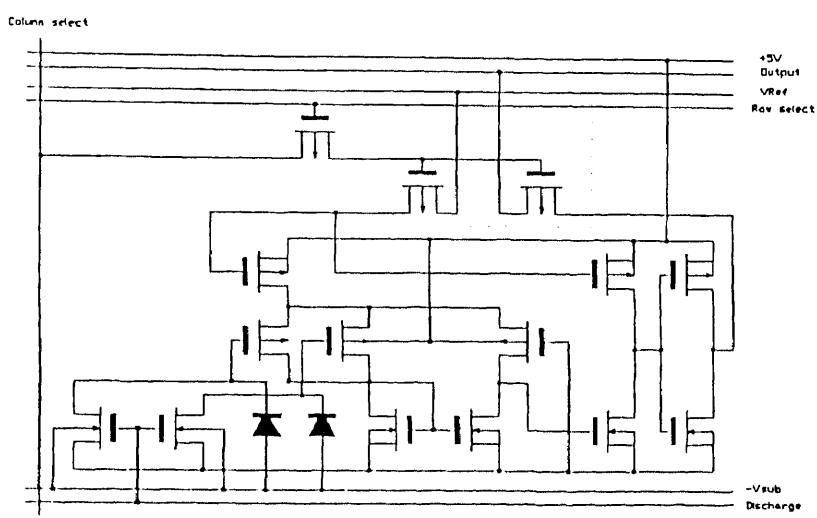 Column select
+5V
Output
VRef
Row select
-Vsub
Discharge